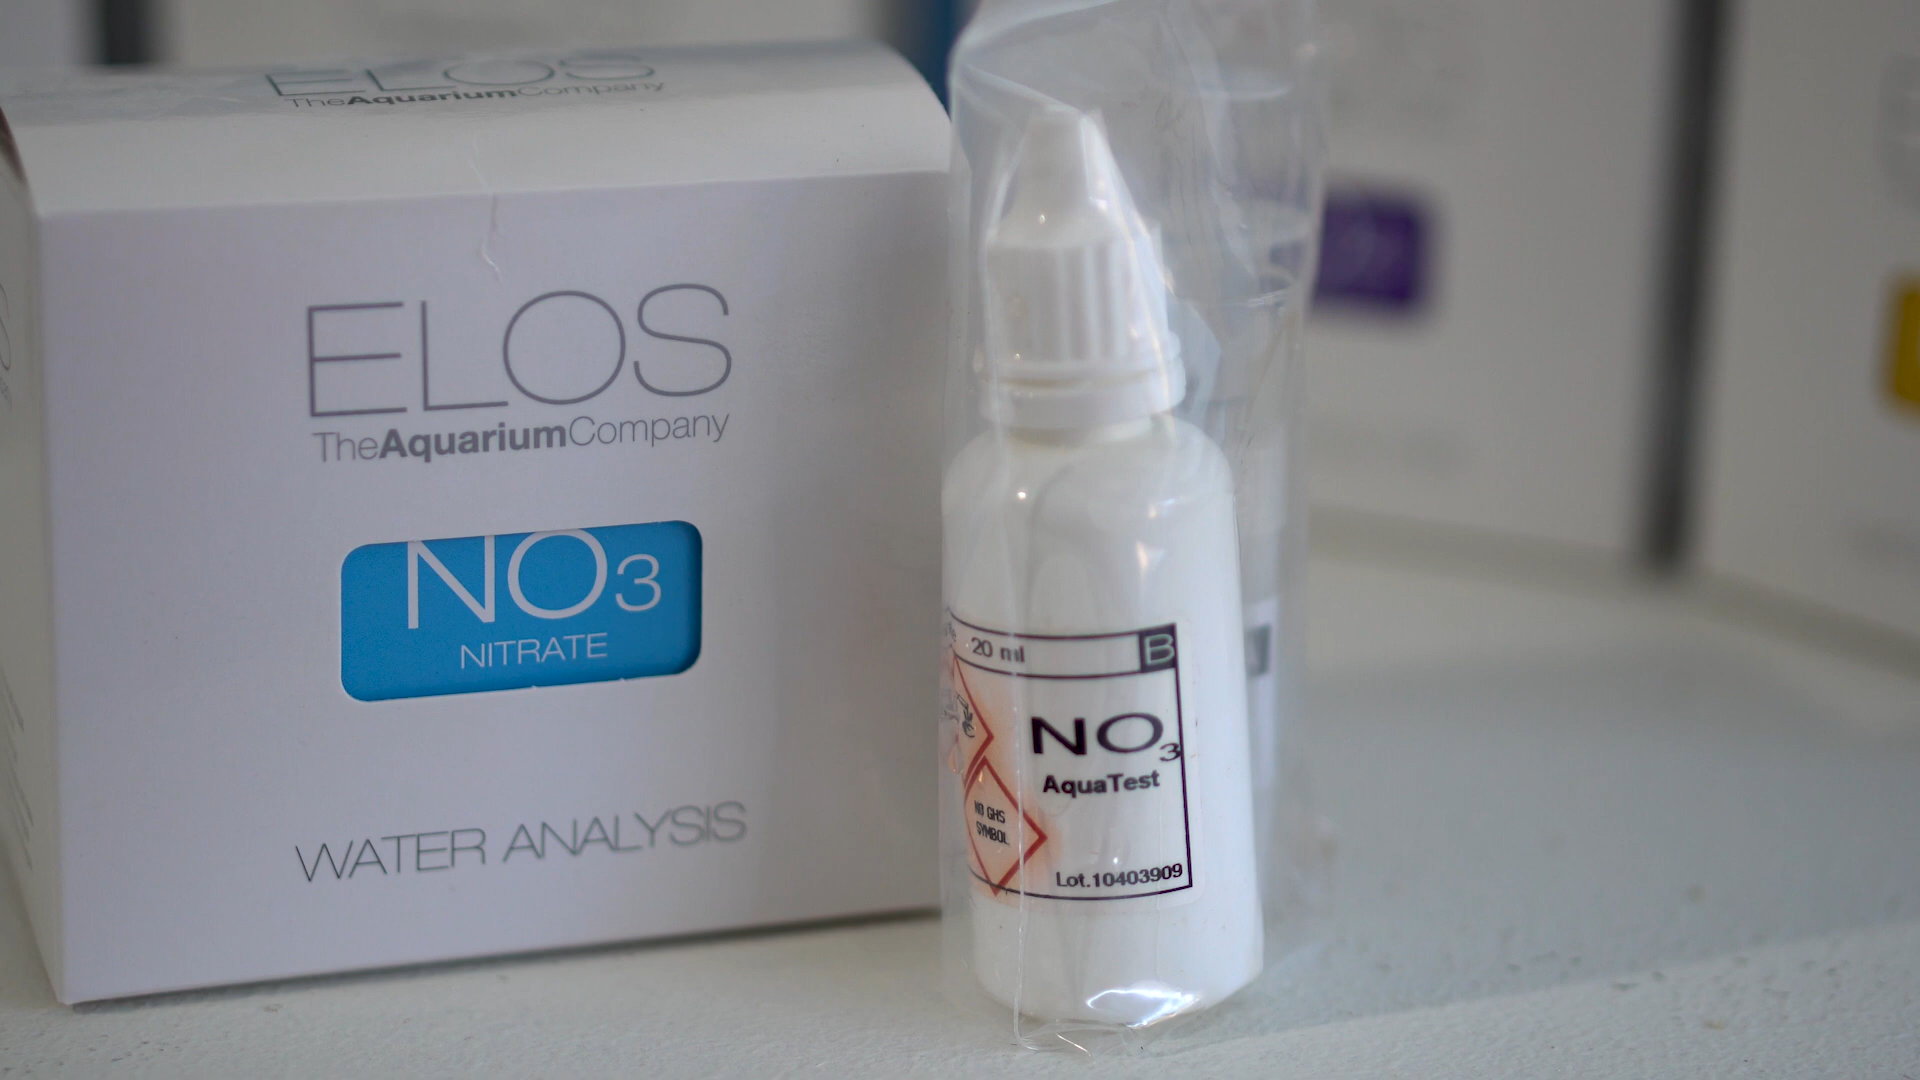 ELOS
TheAquariumCompany
ELOS
TheAquariumCompany
NO3
NITRATE
WATER ANALYSIS
20 ml
B
NO3
AquaTest
NO GHS
SYMBOL
Lot.10403909